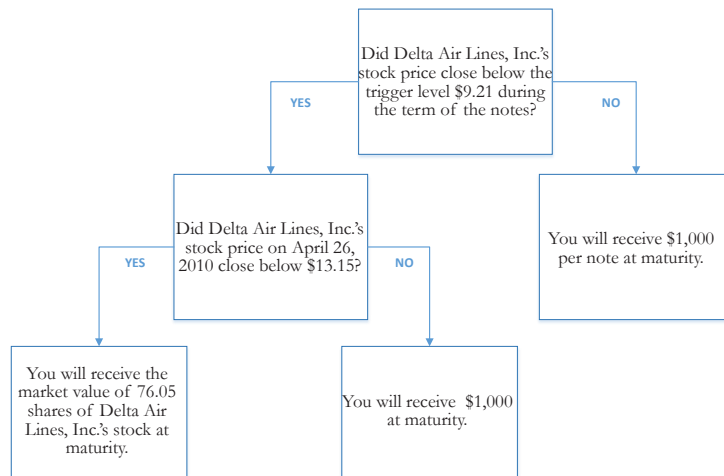 Did Delta Air Lines, Inc.'s
stock price close below the
trigger level $9.21 during
the term of the notes?
YES
NO
Did Delta Air Lines, Inc.'s
stock price on April 26,
2010 close below $13.15?
You will receive $1,000
per note at maturity.
YES
NO
You will receive the
market value of 76.05
shares of Delta Air
Lines, Inc.'s stock at
maturity.
You will receive $1,000
at maturity.